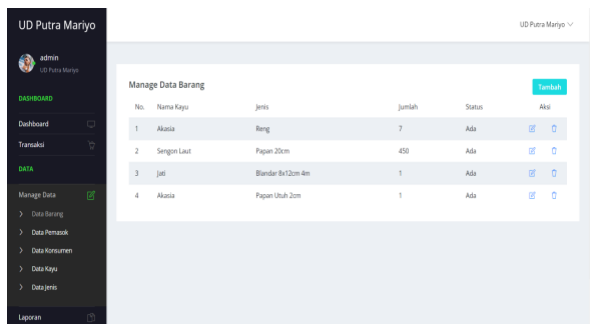 UD Putra Mariyo
UD Putra Mariyo
admin
UD Putra Mariyo
DASHBOARD
Dashboard
Transaksi
DATA
Manage Data
Data Barang
Data Pemasok
Data Konsumen
Data Kayu
Data Jenis
Laporan
Manage Data Barang
Tambah
No. Nama Kayu Jenis Jumlah Status Aksi
1 Akasia Reng 7 Ada
2 Sengon Laut Papan 20cm 450 Ada
3 Jati Blandar 8x12cm 4m 1 Ada
4 Akasia Papan Utuh 2cm 1 Ada